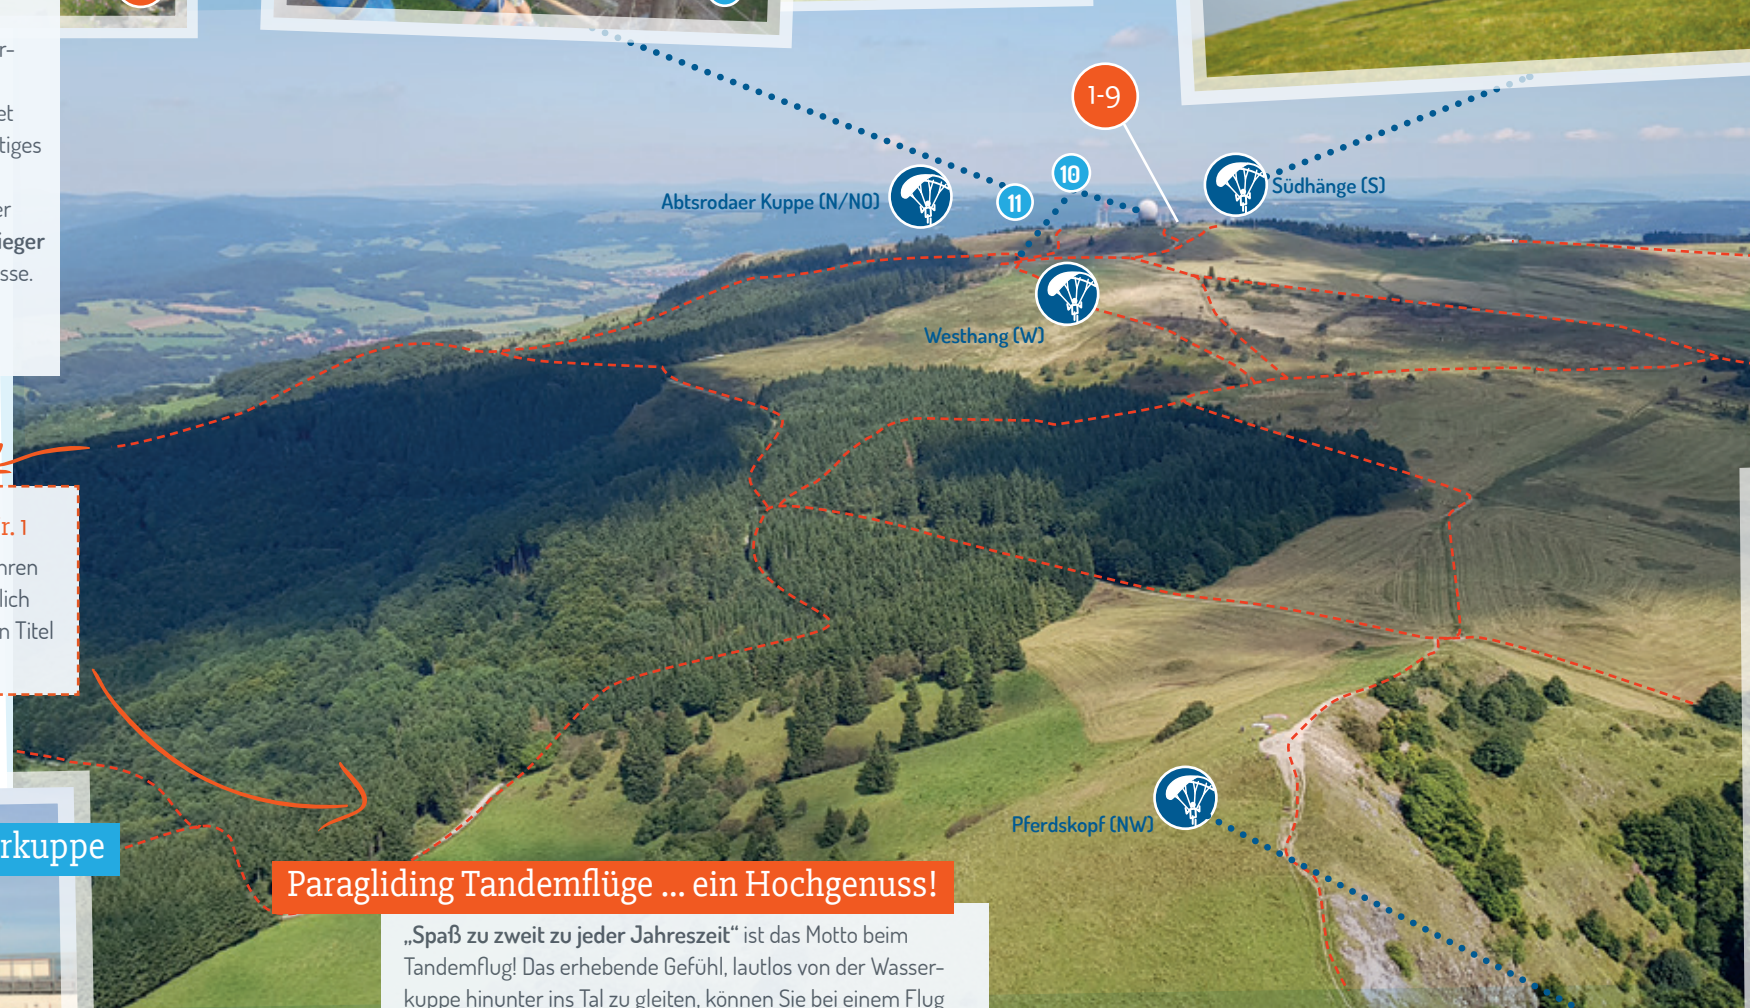 1-9
10
11
Abtsrodaer Kuppe (N/NO)
Südhänge (S)
Westhang (W)
r-
et
tiges
er
ieger
sse.
r. 1
hren
lich
n Titel
Pferdskopf (NW)
rkuppe
Paragliding Tandemflüge ... ein Hochgenuss!
„Spaß zu zweit zu jeder Jahreszeit“ ist das Motto beim
Tandemflug! Das erhebende Gefühl, lautlos von der Wasser-
kuppe hinunter ins Tal zu gleiten, können Sie bei einem Flug